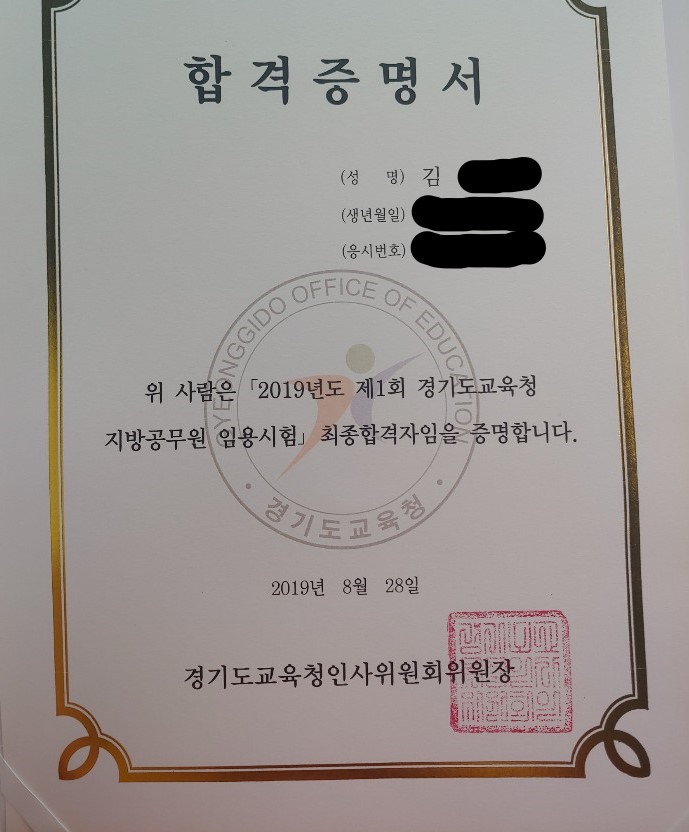 합격증명서
(성 명) 김
(생년월일)
(응시번호)
GYEONGGIDO OFFICE OF EDUCATION
위 사람은 「2019년도 제1회 경기도교육청
지방공무원 임용시험」 최종합격자임을 증명합니다.
경기도교육청
2019년 8월 28일
경기도교육청인사위원회위원장